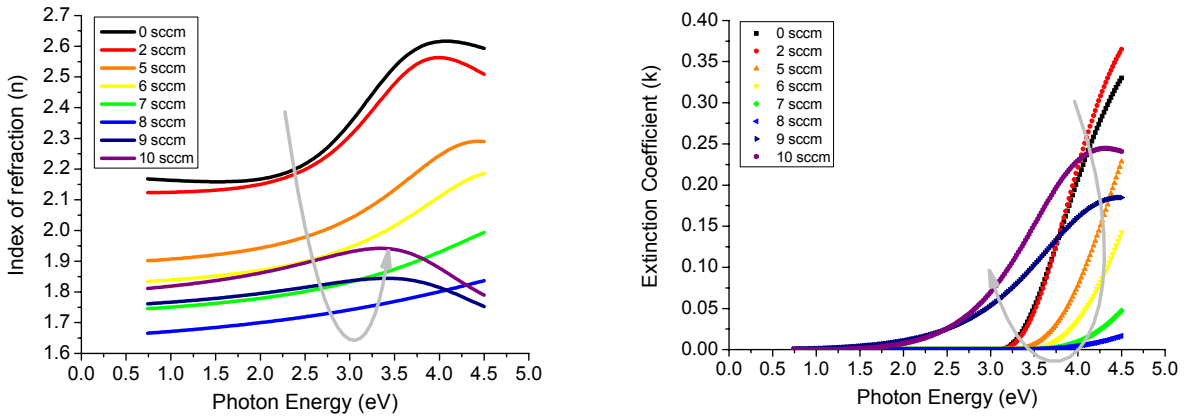 2.7
2.6
2.5
2.4
2.3
2.2
2.1
2.0
1.9
1.8
1.7
1.6
Index of refraction (n)
0 sccm
2 sccm
5 sccm
6 sccm
7 sccm
8 sccm
9 sccm
10 sccm
0.0 0.5 1.0 1.5 2.0 2.5 3.0 3.5 4.0 4.5 5.0
Photon Energy (eV)
0.40
0.35
0.30
0.25
0.20
0.15
0.10
0.05
0.00
Extinction Coefficient (k)
0 sccm
2 sccm
5 sccm
6 sccm
7 sccm
8 sccm
9 sccm
10 sccm
0.0 0.5 1.0 1.5 2.0 2.5 3.0 3.5 4.0 4.5 5.0
Photon Energy (eV)